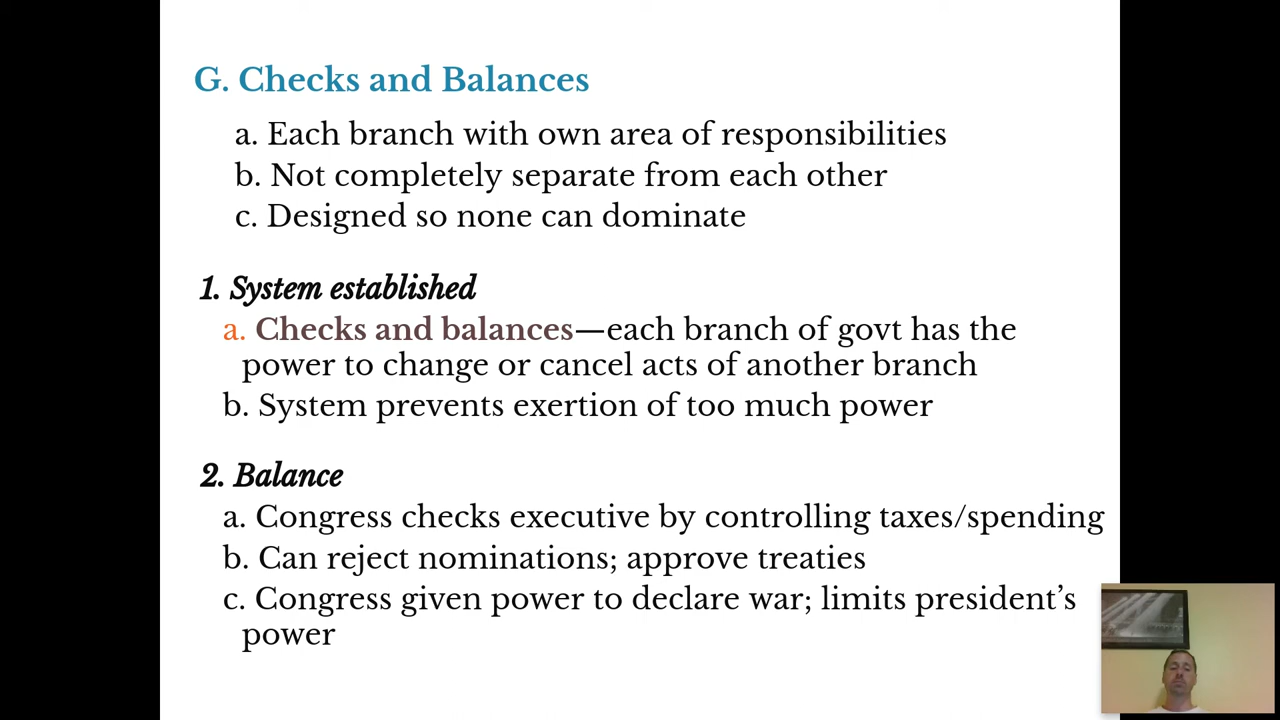 G. Checks and Balances
a. Each branch with own area of responsibilities
b. Not completely separate from each other
c. Designed so none can dominate
1. System established
a. Checks and balances—each branch of govt has the
power to change or cancel acts of another branch
b. System prevents exertion of too much power
2. Balance
a. Congress checks executive by controlling taxes/spending
b. Can reject nominations; approve treaties
c. Congress given power to declare war; limits president’s
power